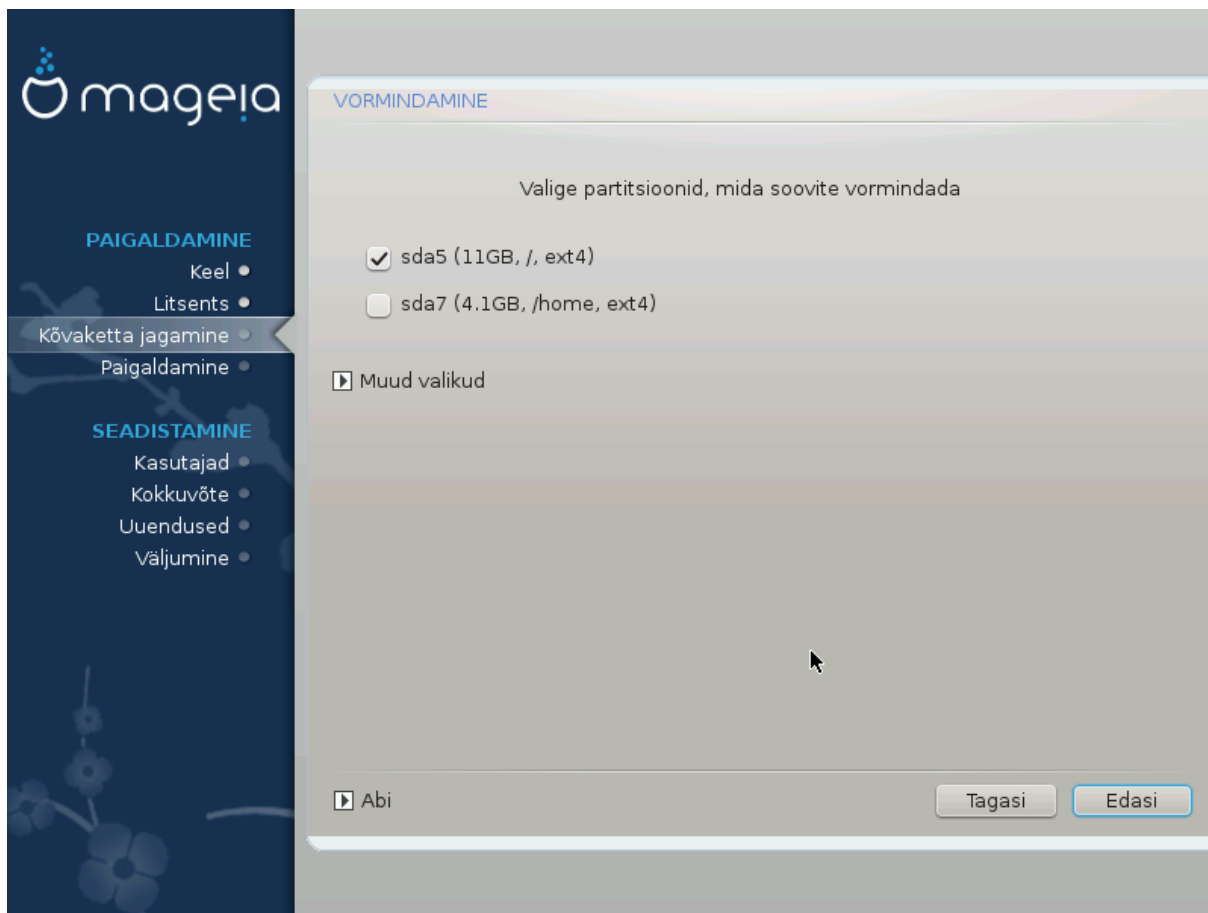 mageia
PAIGALDAMINE
Keel
Litsents
Kõvaketta jagamine
Paigaldamine
SEADISTAMINE
Kasutajad
Kokkuvõte
Uuendused
Väljumine
VORMINDAMINE
Valige partitsioonid, mida soovite vormindada
sda5 (11GB, /, ext4)
sda7 (4.1GB, /home, ext4)
Muud valikud
Abi
Tagasi
Edasi